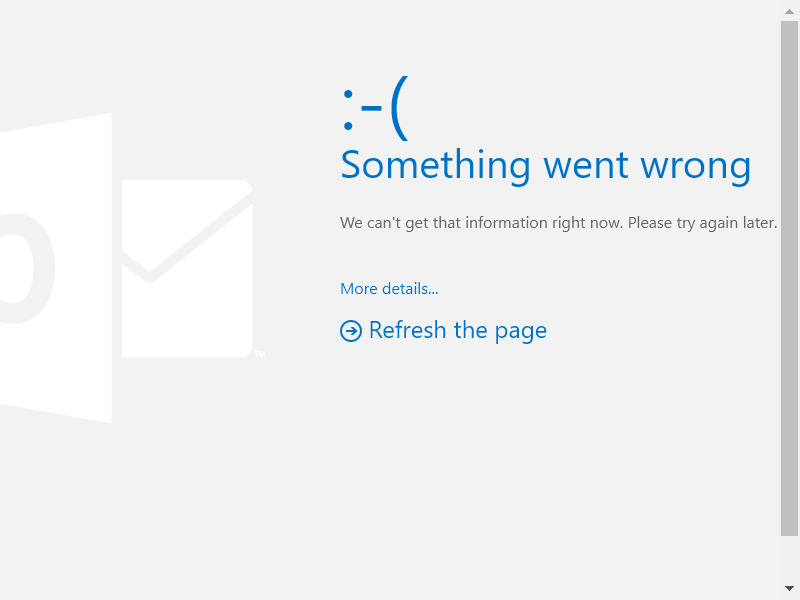 :-(
Something went wrong
We can't get that information right now. Please try again later.
More details...
Refresh the page
TM